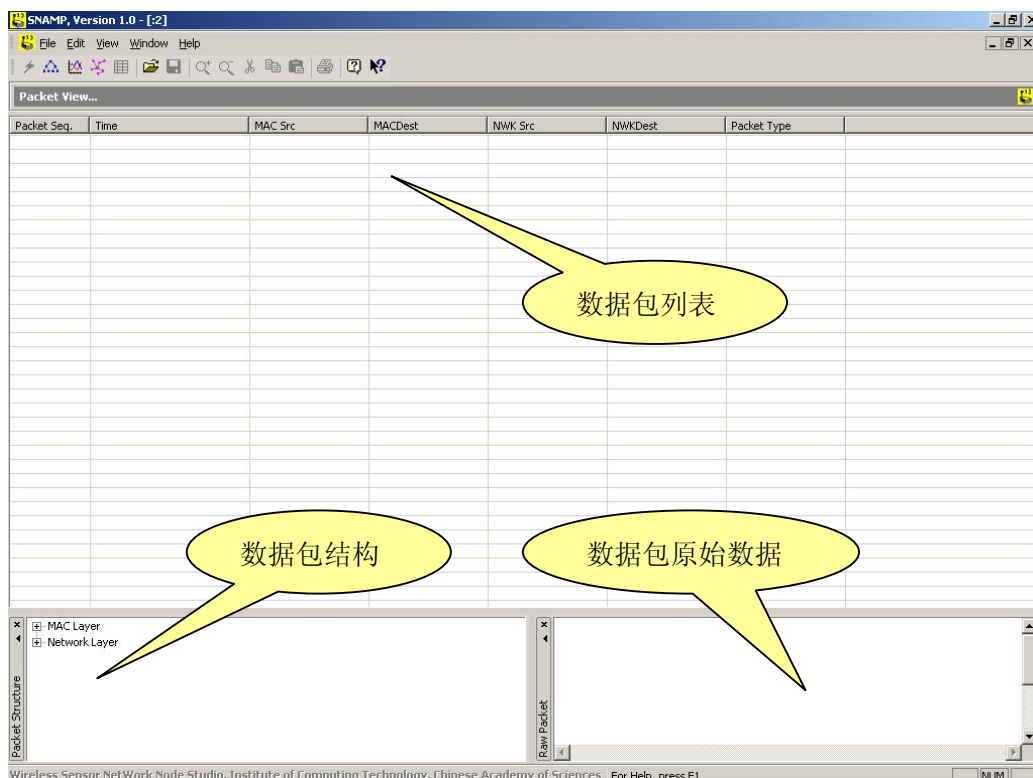 SNAMP, Version 1.0 - [:2]
File Edit View Window Help
Packet View...
Packet Seq. Time MAC Src MACDest NWK Src NWKDest Packet Type
数据包列表
数据包结构
数据包原始数据
MAC Layer
Network Layer
Packet Structure
Raw Packet
Wireless Sensor NetWork Node Studio, Institute of Computing Technology, Chinese Academy of Sciences For Help, press F1 NUM